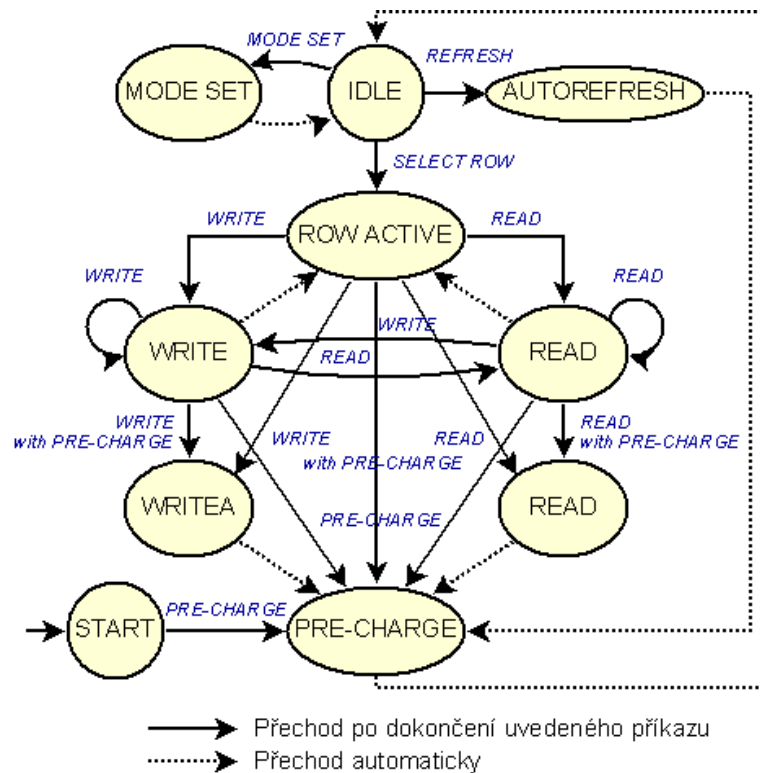 MODE SET
REFRESH
MODE SET
IDLE
AUTOREFRESH
SELECT ROW
WRITE
ROW ACTIVE
READ
WRITE
READ
WRITE
WRITE
READ
READ
WRITE
with PRE-CHARGE
WRITE
READ
with PRE-CHARGE
READ
with PRE-CHARGE
WRITEA
READ
PRE-CHARGE
START
PRE-CHARGE
PRE-CHARGE
Přechod po dokončení uvedeného příkazu
Přechod automaticky